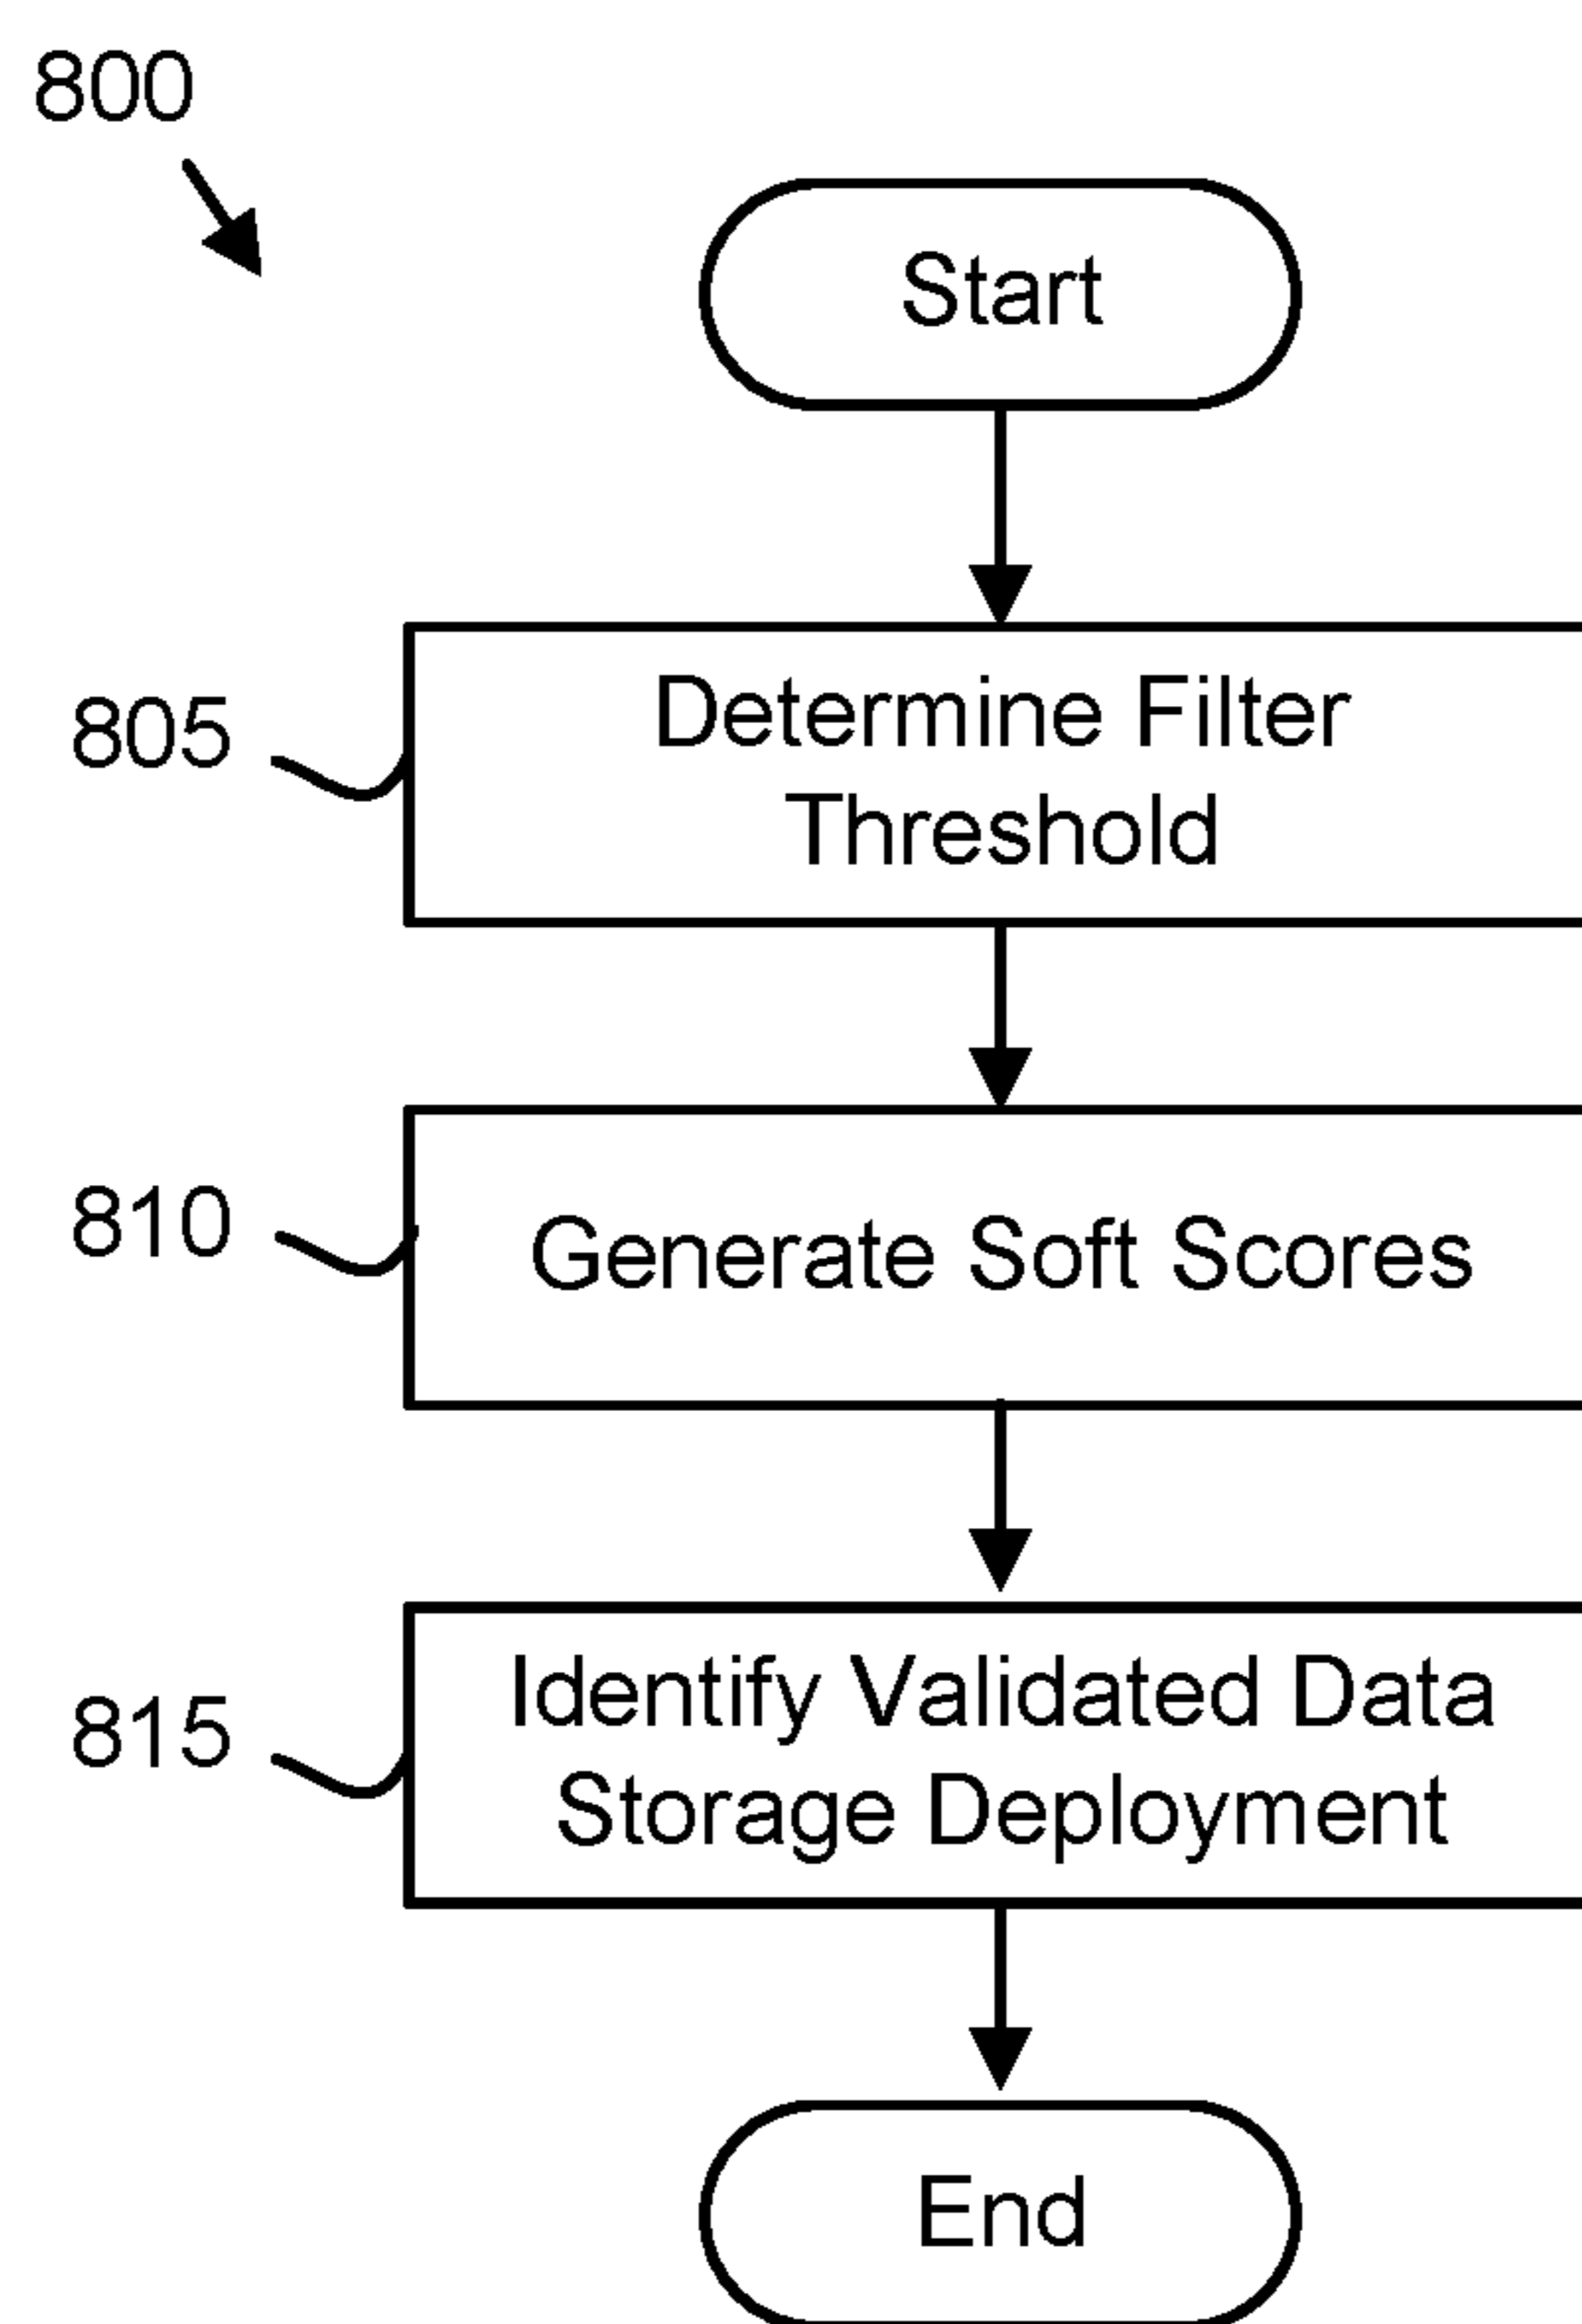 800
Start
805
Determine Filter
Threshold
810
Generate Soft Scores
815
Identify Validated Data
Storage Deployment
End